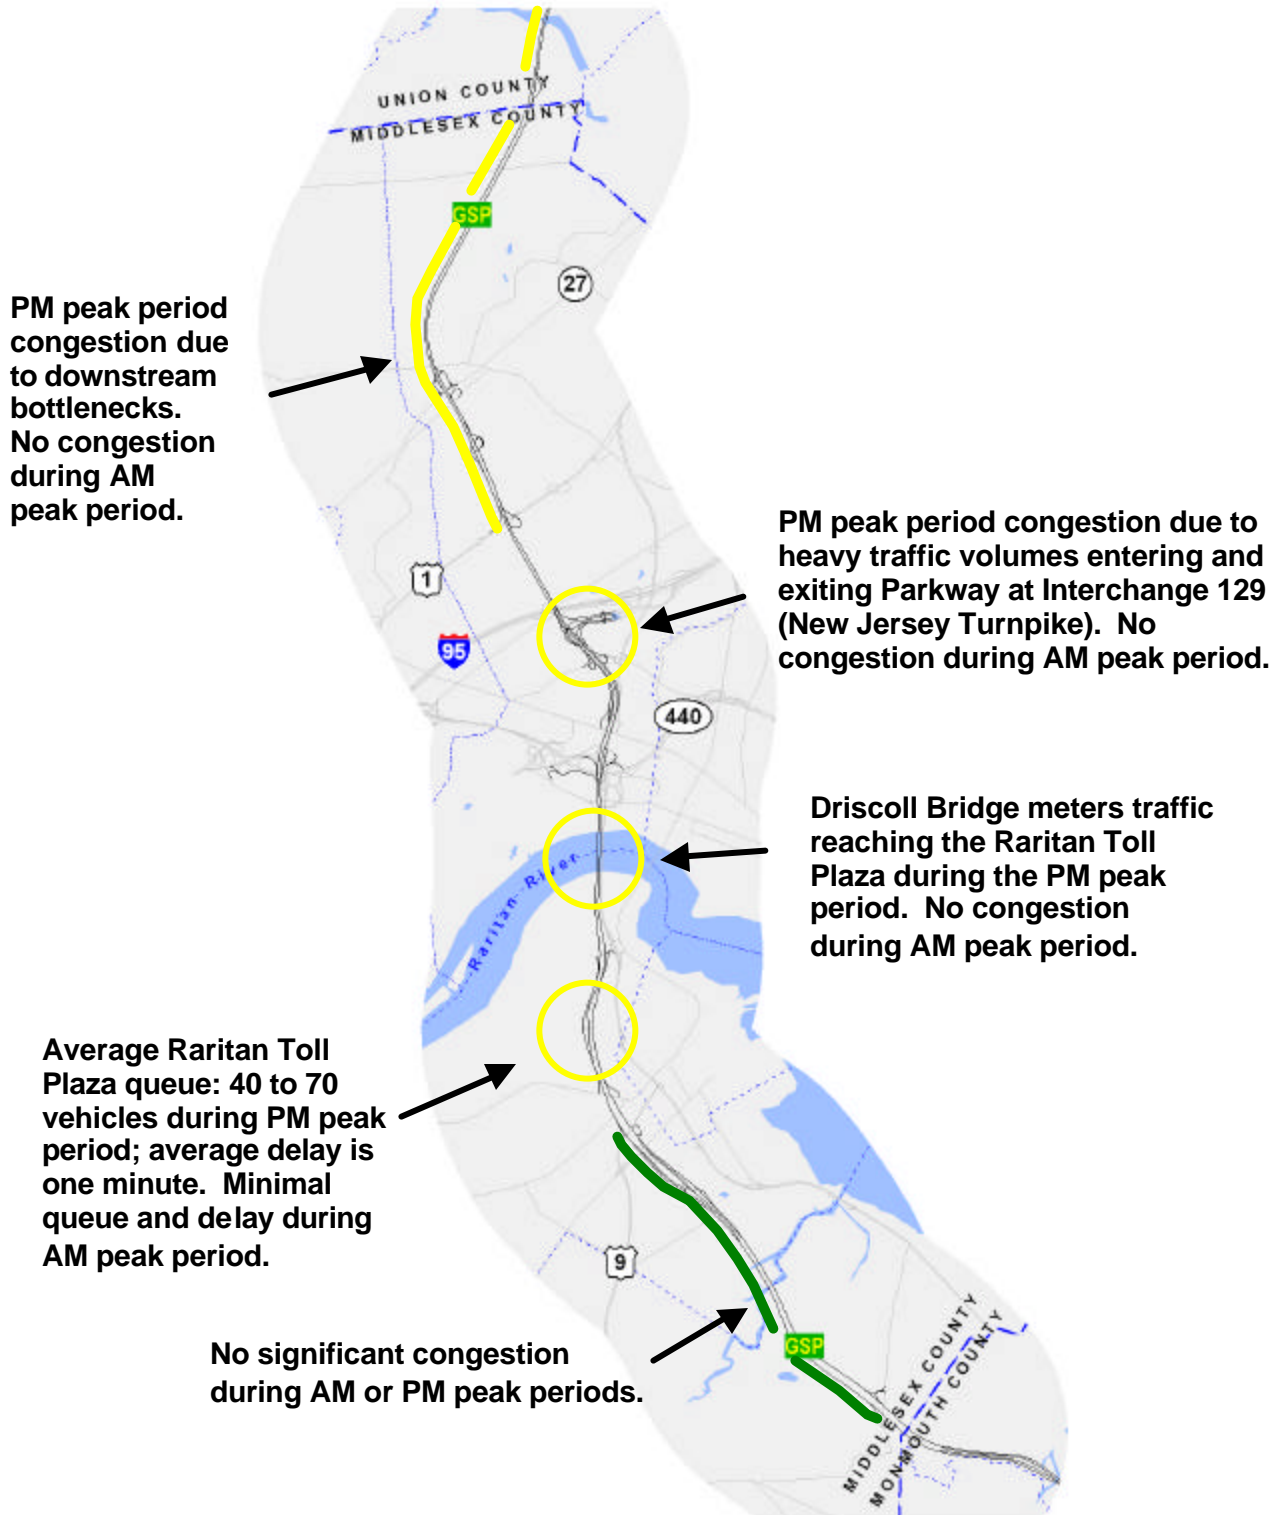 UNION COUNTY
MIDDLESEX COUNTY
GSP
27
PM peak period
congestion due
to downstream
bottlenecks.
No congestion
during AM
peak period.
PM peak period congestion due to
heavy traffic volumes entering and
exiting Parkway at Interchange 129
(New Jersey Turnpike).  No
congestion during AM peak period.
1
95
440
Driscoll Bridge meters traffic
reaching the Raritan Toll
Plaza during the PM peak
period.  No congestion
during AM peak period.
Raritan River
Average Raritan Toll
Plaza queue: 40 to 70
vehicles during PM peak
period; average delay is
one minute.  Minimal
queue and delay during
AM peak period.
9
No significant congestion
during AM or PM peak periods.
GSP
MIDDLESEX COUNTY
MONMOUTH COUNTY